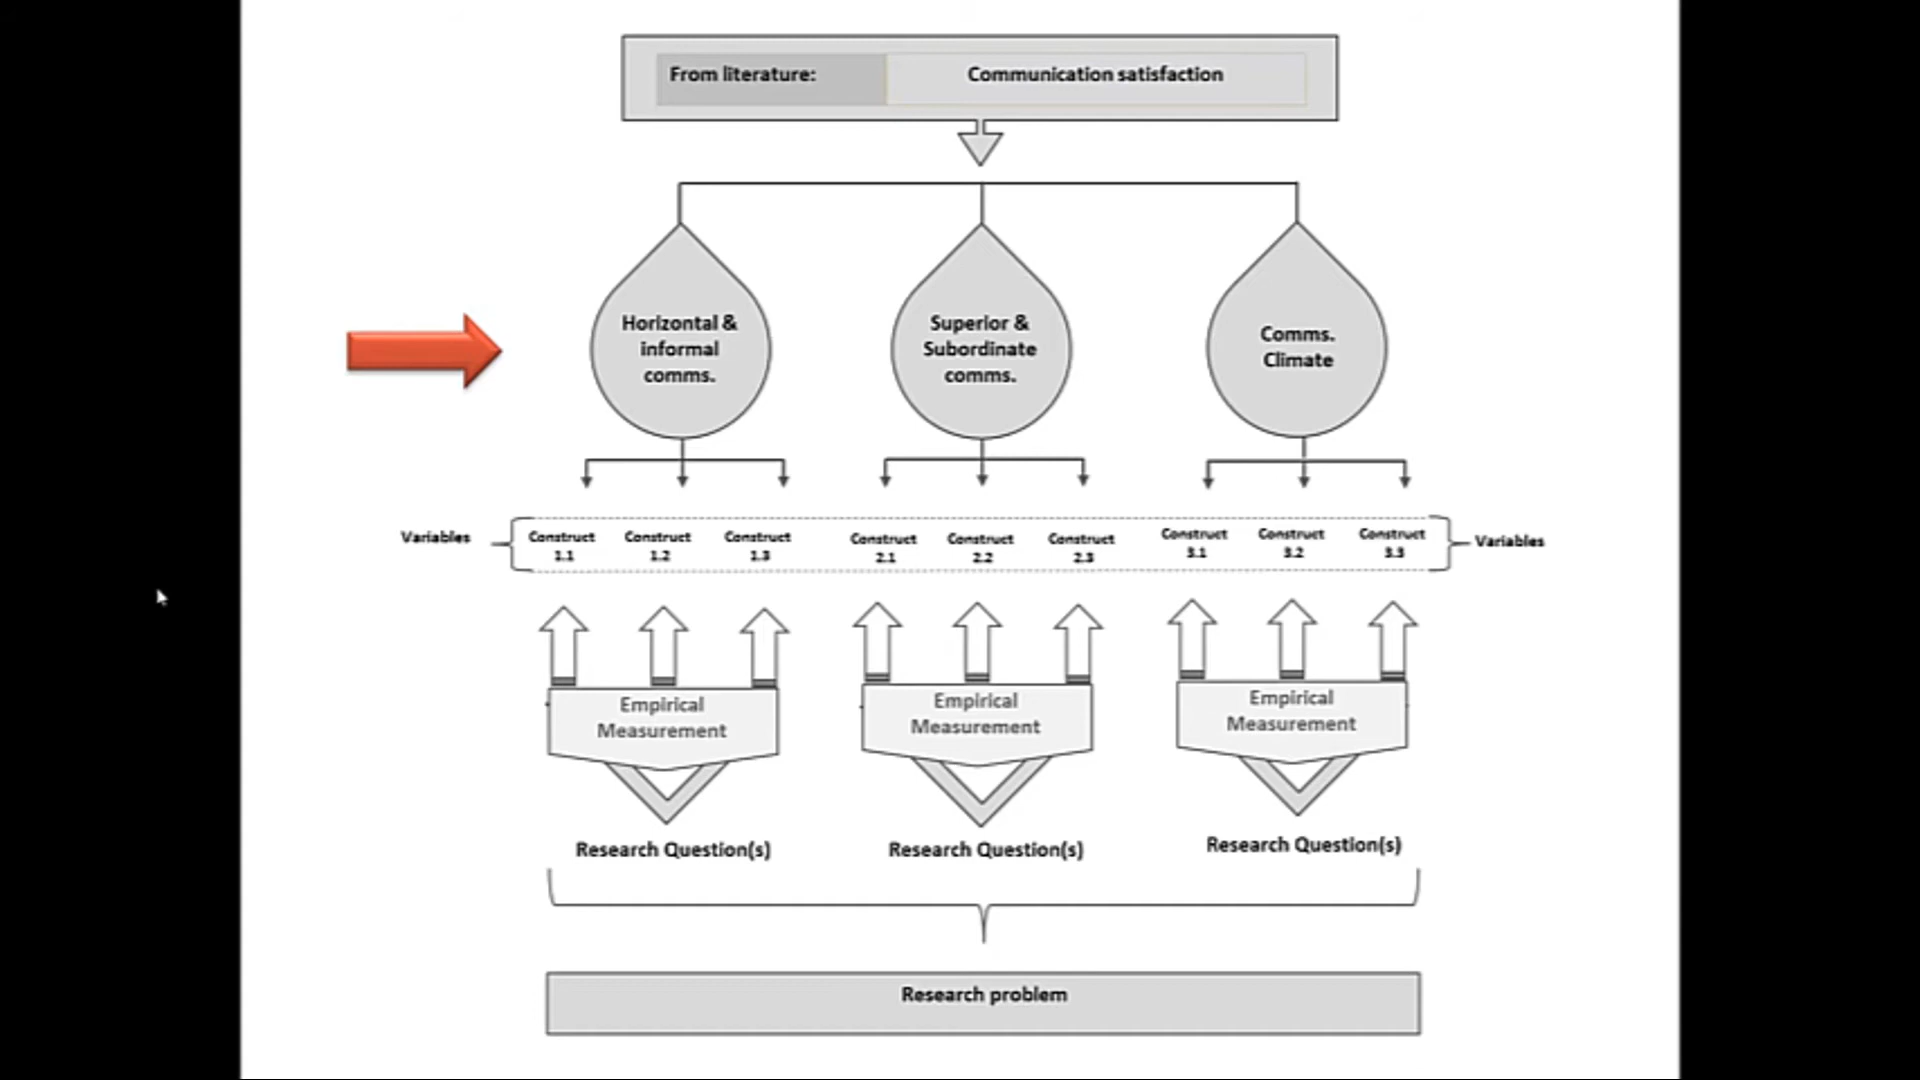 From literature: Communication satisfaction
Horizontal &
informal
comms.
Superior &
Subordinate
comms.
Comms.
Climate
Variables
Construct
1.1
Construct
1.2
Construct
1.3
Construct
2.1
Construct
2.2
Construct
2.3
Construct
3.1
Construct
3.2
Construct
3.3
Variables
Empirical
Measurement
Empirical
Measurement
Empirical
Measurement
Research Question(s)
Research Question(s)
Research Question(s)
Research problem